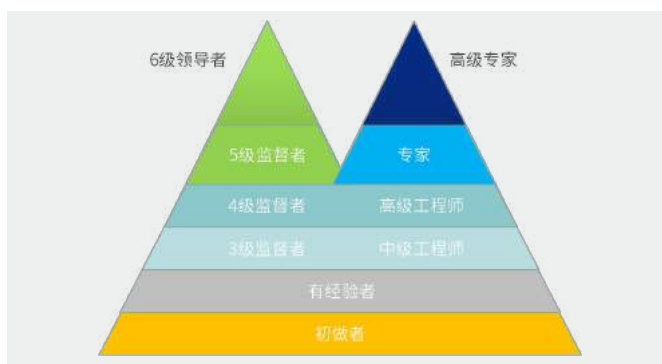 6级领导者 高级专家
5级监督者 专家
4级监督者 高级工程师
3级监督者 中级工程师
有经验者
初做者